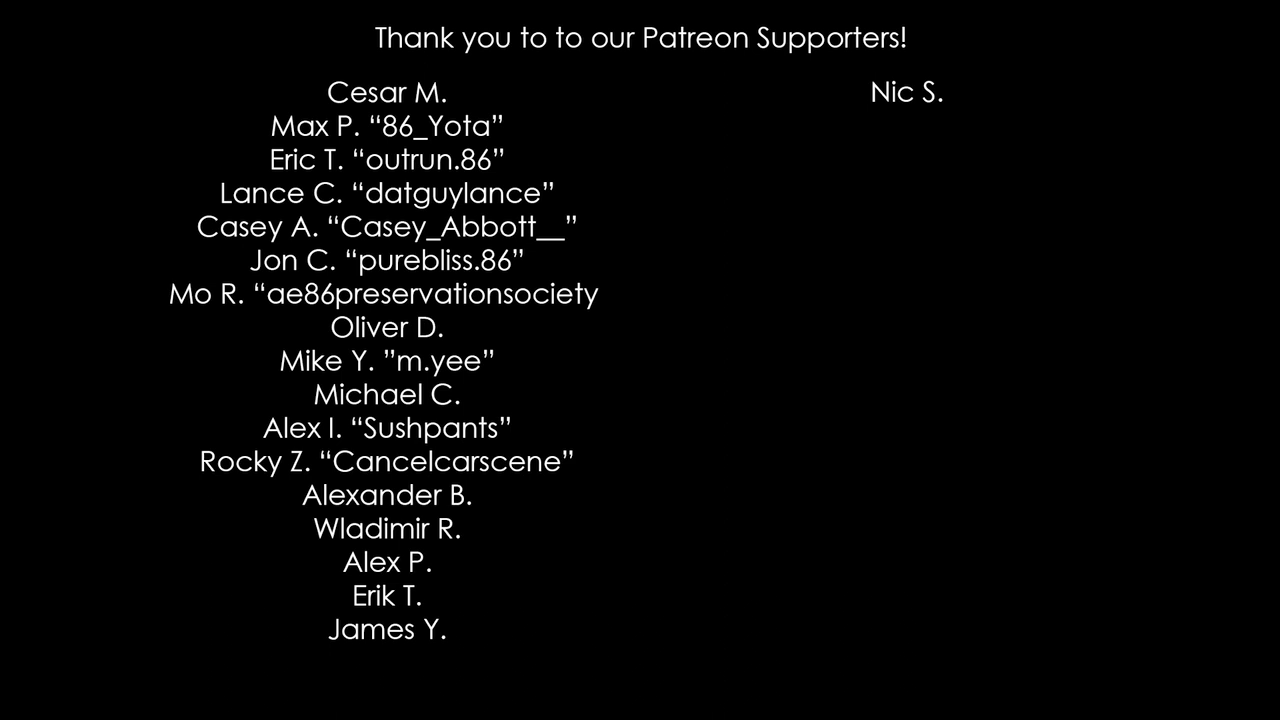 Thank you to to our Patreon Supporters!
Cesar M.
Max P. “86_Yota”
Eric T. “outrun.86”
Lance C. “datguylance”
Casey A. “Casey_Abbott__”
Jon C. “purebliss.86”
Mo R. “ae86preservationsociety
Oliver D.
Mike Y. ”m.yee”
Michael C.
Alex I. “Sushpants”
Rocky Z. “Cancelcarscene”
Alexander B.
Wladimir R.
Alex P.
Erik T.
James Y.
Nic S.